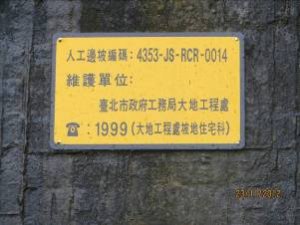 人工邊坡編碼：4353-JS-RCR-0014
維護單位：
臺北市政府工務局大地工程處
☎：1999（大地工程處坡地住宅科）